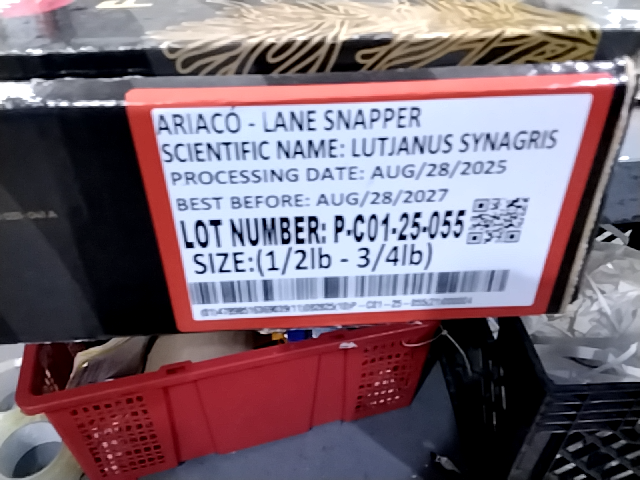 ARIACÓ - LANE SNAPPER
SCIENTIFIC NAME: LUTJANUS SYNAGRIS
PROCESSING DATE: AUG/28/2025
BEST BEFORE: AUG/28/2027
LOT NUMBER: P-C01-25-055
SIZE:(1/2lb - 3/4lb)